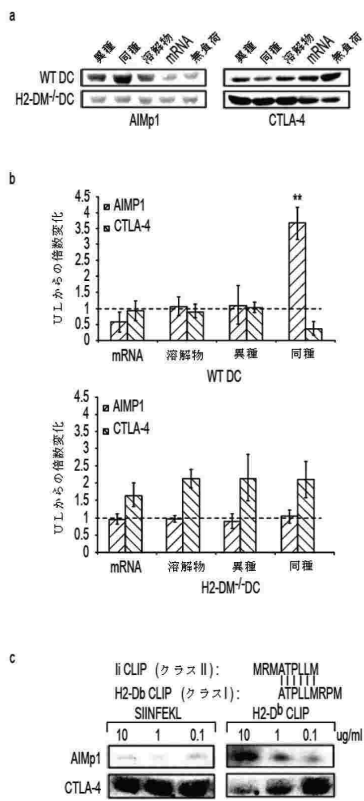 a
異種 同種 溶解物 mRNA 無負荷 異種 同種 溶解物 mRNA 無負荷
WT DC
H2-DM-/-DC
AIMp1 CTLA-4
b
ULからの倍数変化
4.5
4
3.5
3
2.5
2
1.5
1
0.5
0
AIMP1
CTLA-4
**
mRNA 溶解物 異種 同種
WT DC
ULからの倍数変化
4.5
4
3.5
3
2.5
2
1.5
1
0.5
0
AIMP1
CTLA-4
mRNA 溶解物 異種 同種
H2-DM-/-DC
c
Ii CLIP (クラスII): MRMATPLLM
H2-Db CLIP (クラスI): ATPLLMRPM
SIINFEKL H2-Db CLIP
10 1 0.1 10 1 0.1 ug/ml
AIMp1
CTLA-4